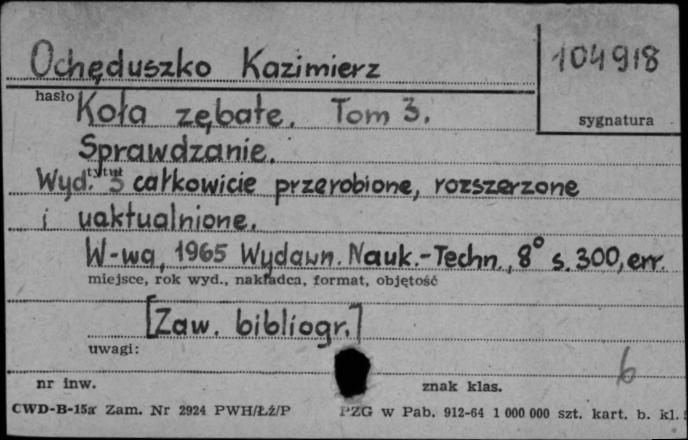 Ochęduszko Kazimierz
104918
hasło
sygnatura
Koła zębate. Tom 3.
Sprawdzanie.
tytuł
Wyd. 3 całkowicie przerobione, rozszerzone
i uaktualnione.
W-wa, 1965 Wydawn. Nauk.-Techn., 8° s. 300, err.
miejsce, rok wyd., nakładca, format, objętość
[Zaw. bibliogr.]
uwagi:
6
nr inw.
znak klas.
CWD-B-15a Zam. Nr 2924 PWH/Łź/P PZG w Pab. 912-64 1 000 000 szt. kart. b. kl.